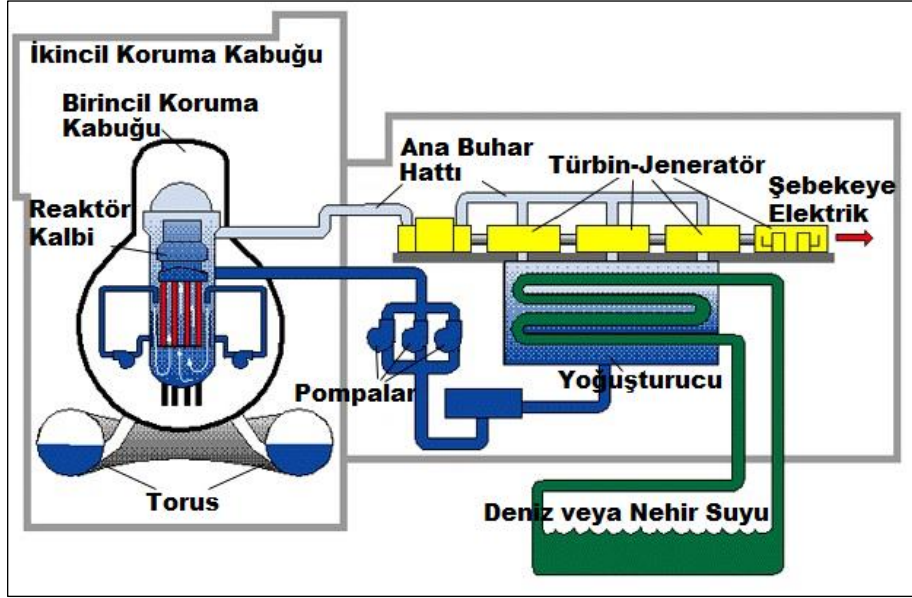 İkincil Koruma Kabuğu
Birincil Koruma
Kabuğu
Ana Buhar
Hattı
Türbin-Jeneratör
Şebekeye
Elektrik
Reaktör
Kalbi
Pompalar
Yoğuşturucu
Torus
Deniz veya Nehir Suyu